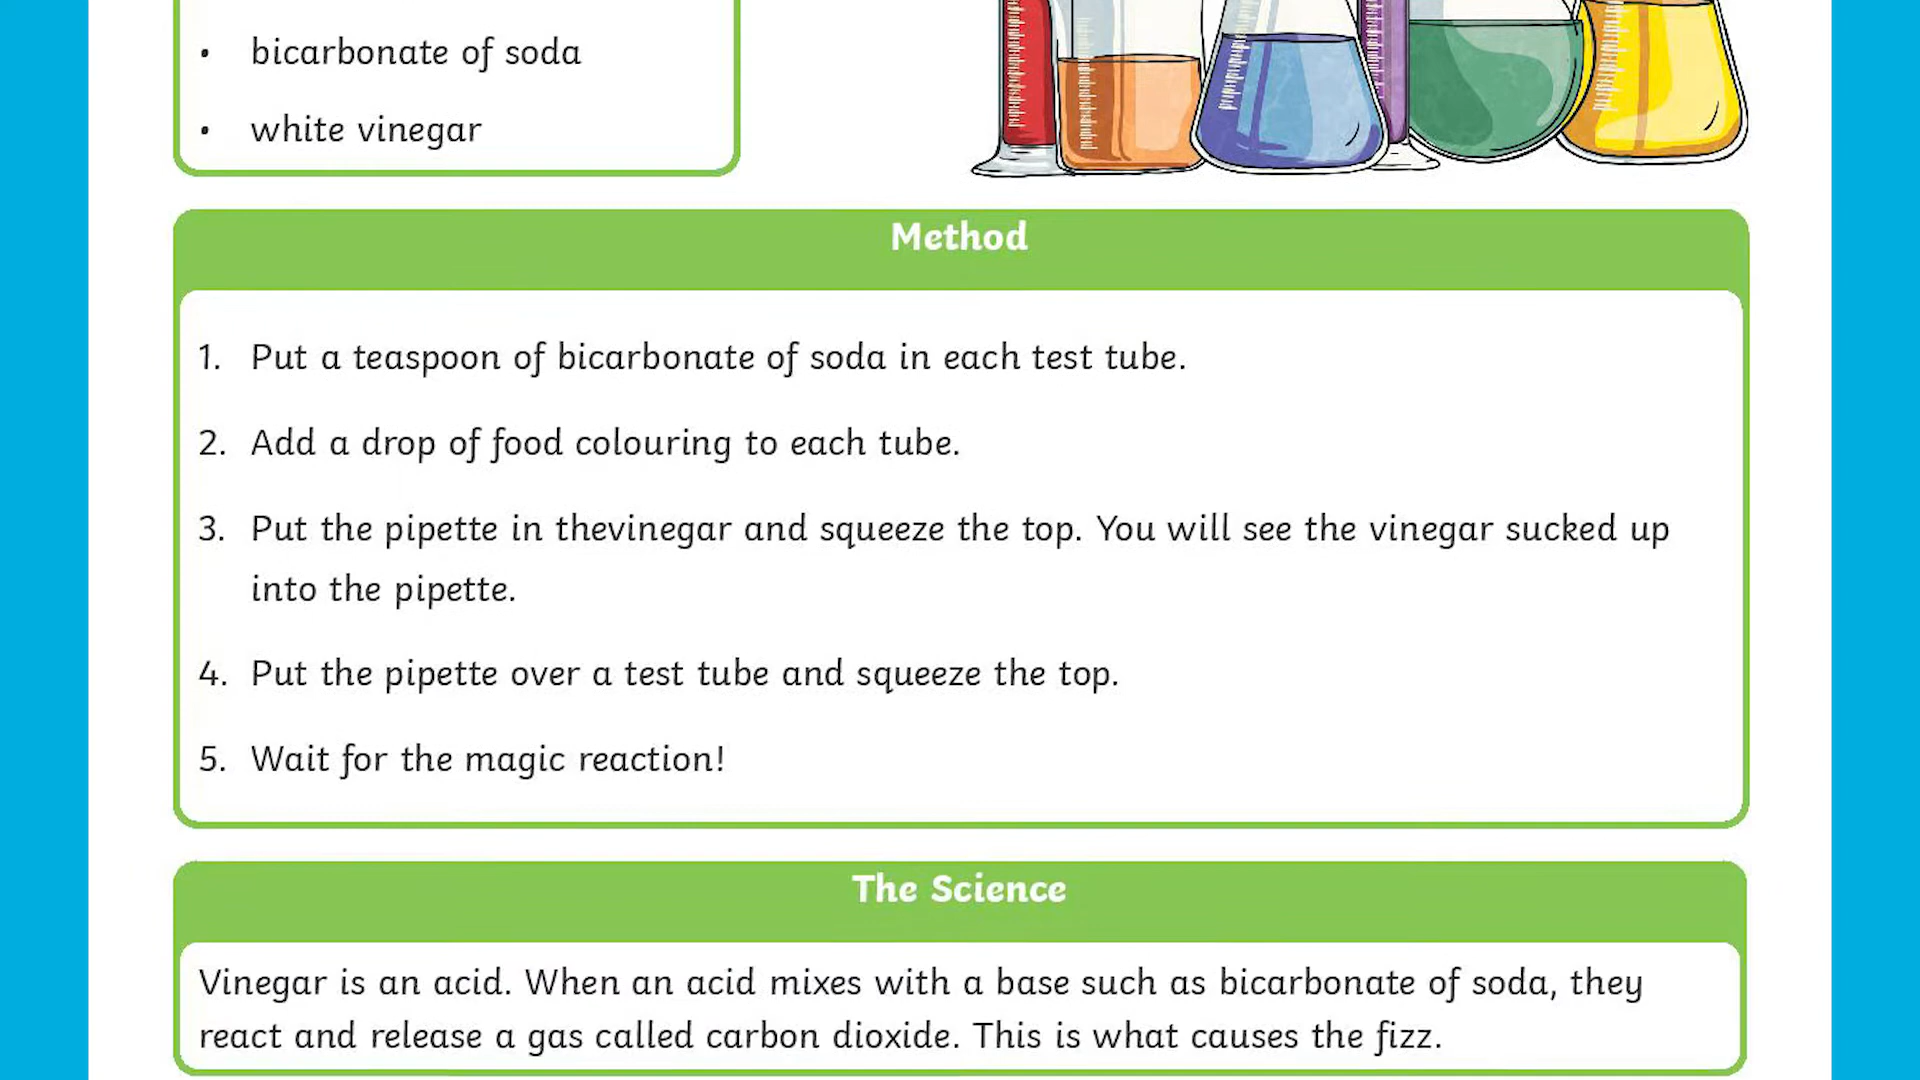 • bicarbonate of soda
• white vinegar
Method
1. Put a teaspoon of bicarbonate of soda in each test tube.
2. Add a drop of food colouring to each tube.
3. Put the pipette in thevinegar and squeeze the top. You will see the vinegar sucked up
into the pipette.
4. Put the pipette over a test tube and squeeze the top.
5. Wait for the magic reaction!
The Science
Vinegar is an acid. When an acid mixes with a base such as bicarbonate of soda, they
react and release a gas called carbon dioxide. This is what causes the fizz.